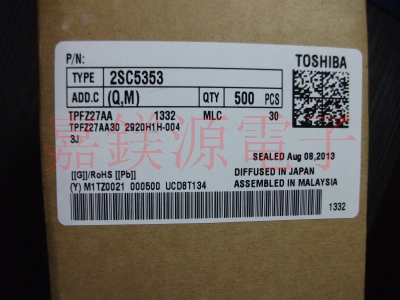 P/N:
TOSHIBA
TYPE 2SC5353
ADD.C (Q,M) QTY 500 PCS
TPFZ27AA 1332 MLC 30
TPFZ27AA30 2920H1H-004
3J
嘉鎂源電子
SEALED Aug 08,2013
DIFFUSED IN JAPAN
[[G]]/RoHS [[Pb]] ASSEMBLED IN MALAYSIA
(Y) M1TZ0021 000500 UCD8T134
1332